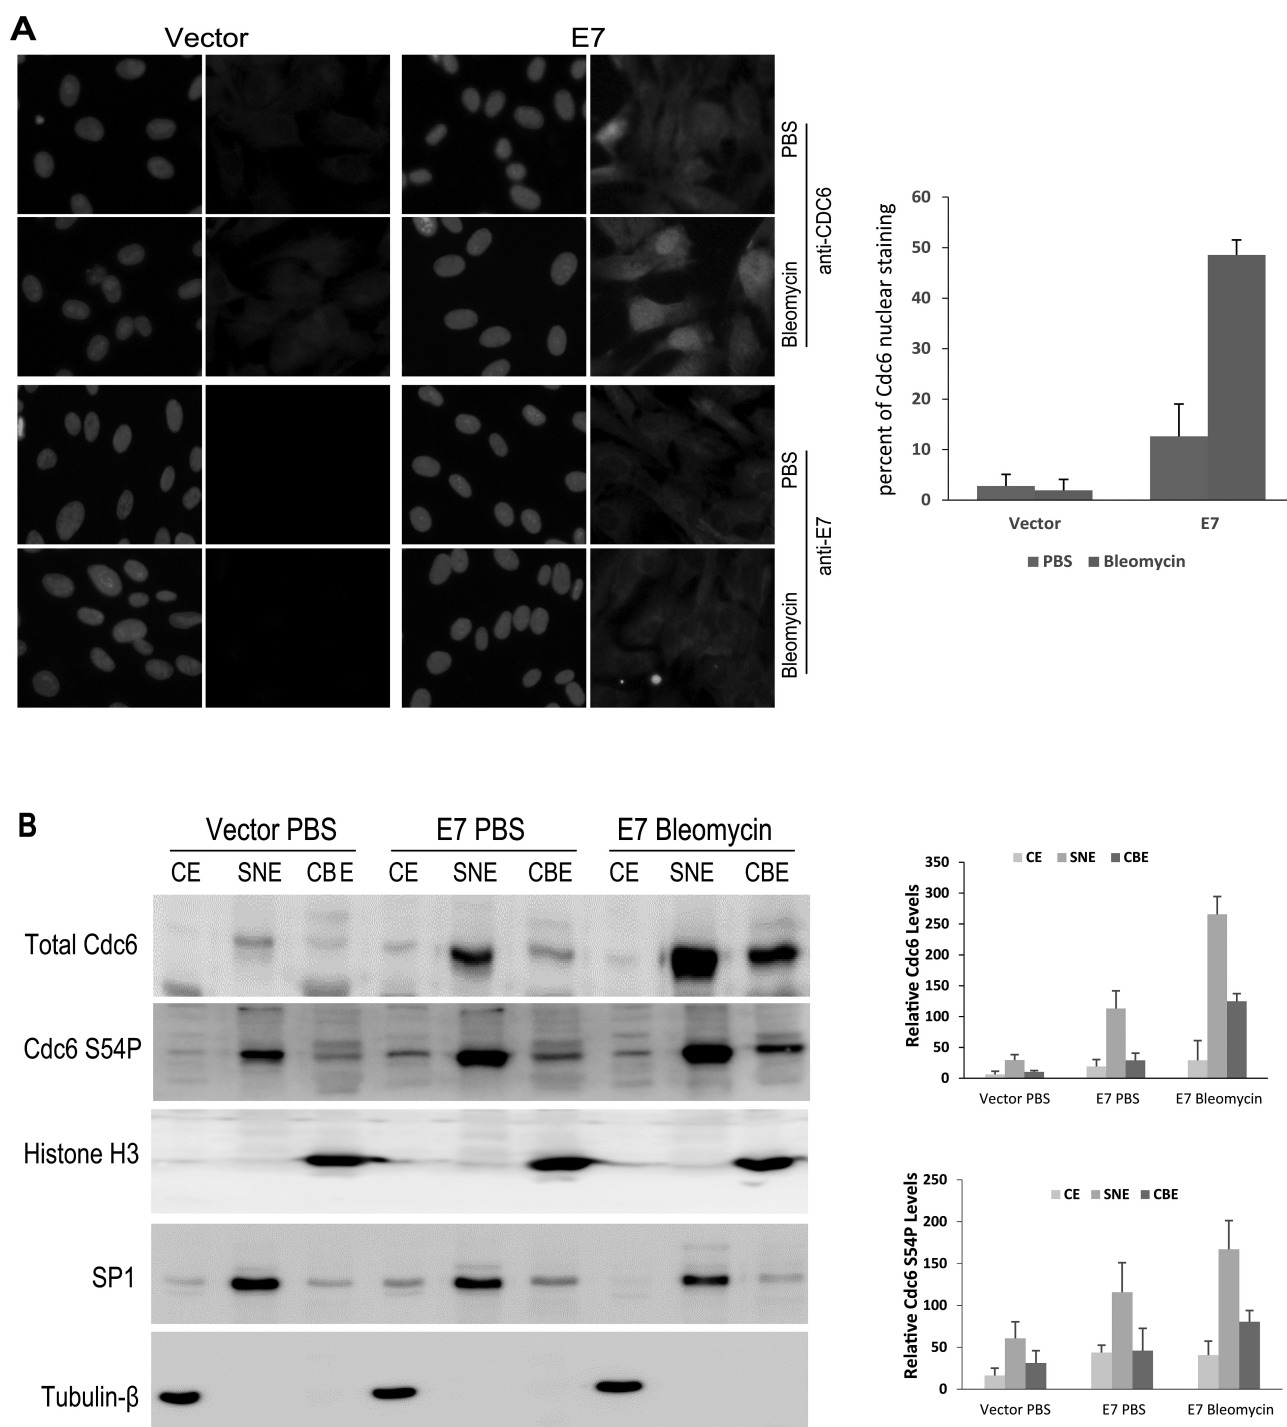 A
Vector
E7
PBS
Bleomycin
anti-CDC6
PBS
Bleomycin
anti-E7
percent of Cdc6 nuclear staining
60
50
40
30
20
10
0
Vector
E7
PBS
Bleomycin
B
Vector PBS
E7 PBS
E7 Bleomycin
CE SNE CBE CE SNE CBE CE SNE CBE
Total Cdc6
Cdc6 S54P
Histone H3
SP1
Tubulin-β
Relative Cdc6 Levels
CE SNE CBE
350
300
250
200
150
100
50
0
Vector PBS
E7 PBS
E7 Bleomycin
Relative Cdc6 S54P Levels
CE SNE CBE
250
200
150
100
50
0
Vector PBS
E7 PBS
E7 Bleomycin